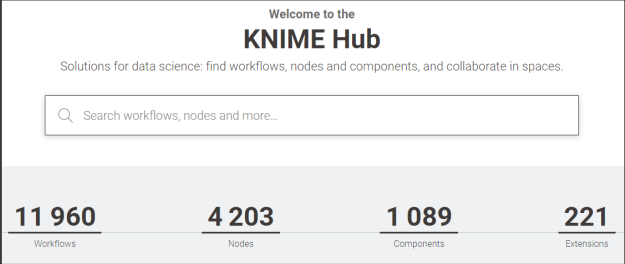 Welcome to the
KNIME Hub
Solutions for data science: find workflows, nodes and components, and collaborate in spaces.
Search workflows, nodes and more...
11 960 4 203 1 089 221
Workflows Nodes Components Extensions